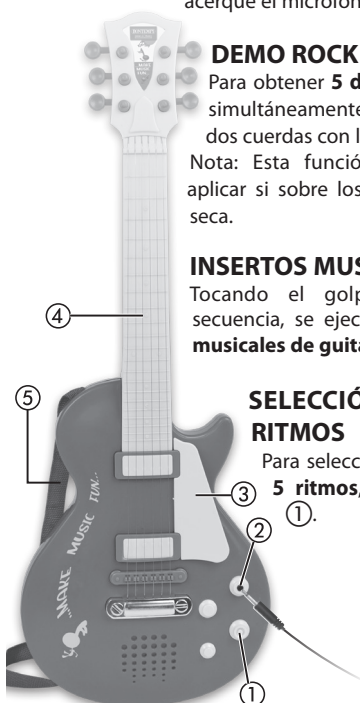 acerque el micrófon
DEMO ROCK
Para obtener 5 d
simultáneamente
dos cuerdas con l
Nota: Esta funció
aplicar si sobre los
seca.
INSERTOS MUS
Tocando el golp
secuencia, se ejec
musicales de guita
SELECCIÓ
RITMOS
Para selecc
5 ritmos,
①.
④
⑤
③
②
①
MAKE MUSIC FUN...